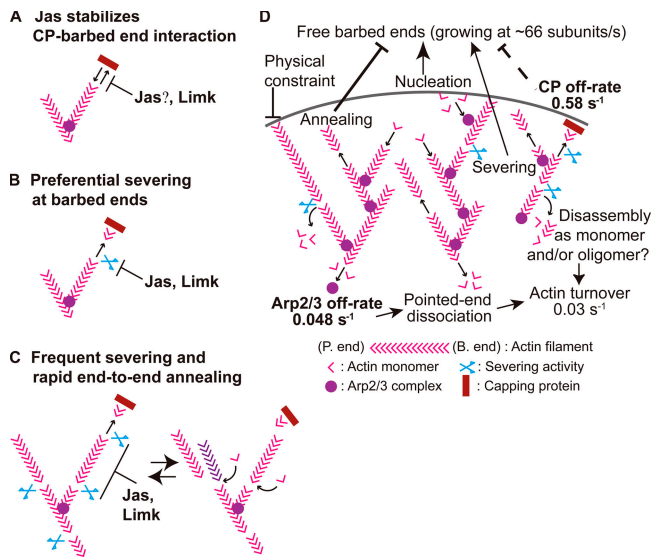 A Jas stabilizes
CP-barbed end interaction
Jas?, Limk
B Preferential severing
at barbed ends
Jas, Limk
C Frequent severing and
rapid end-to-end annealing
Jas,
Limk
D
Free barbed ends (growing at ~66 subunits/s)
Physical
constraint
Nucleation
CP off-rate
0.58 s-1
Annealing
Severing
Disassembly
as monomer
and/or oligomer?
Arp2/3 off-rate
0.048 s-1
Pointed-end
dissociation
Actin turnover
0.03 s-1
(P. end) (B. end) : Actin filament
: Actin monomer : Severing activity
: Arp2/3 complex : Capping protein